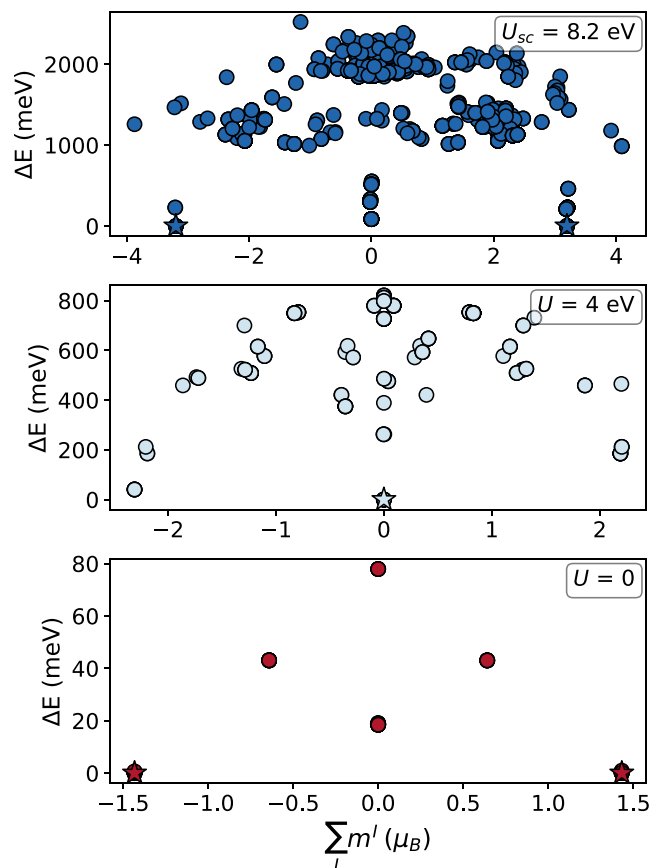 U_sc = 8.2 eV
2000
1000
0
ΔE (meV)
−4 −2 0 2 4
U = 4 eV
800
600
400
200
0
ΔE (meV)
−2 −1 0 1 2
U = 0
80
60
40
20
0
ΔE (meV)
−1.5 −1.0 −0.5 0.0 0.5 1.0 1.5
∑ m^l (μ_B)